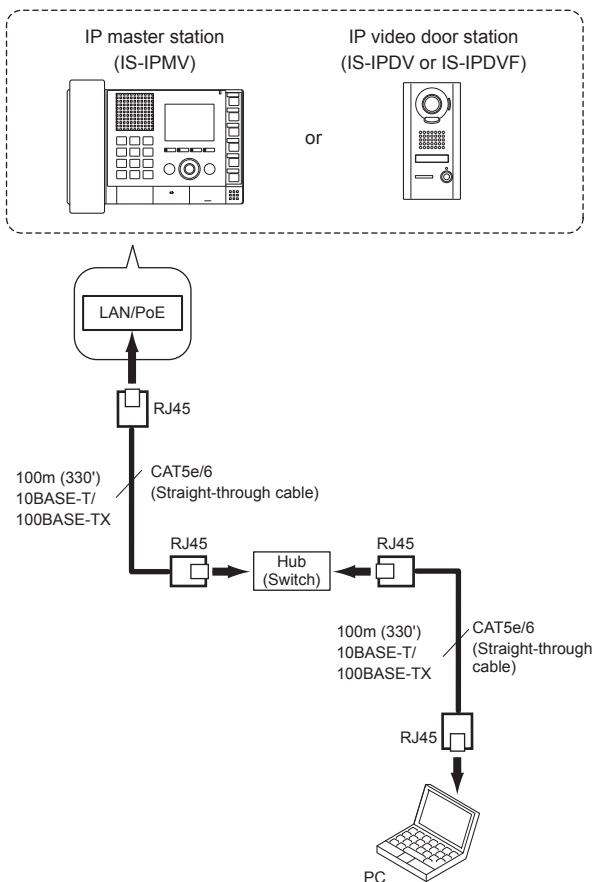 IP master station
(IS-IPMV)
IP video door station
(IS-IPDV or IS-IPDVF)
or
LAN/PoE
RJ45
100m (330')
10BASE-T/
100BASE-TX
CAT5e/6
(Straight-through cable)
RJ45
Hub
(Switch)
RJ45
100m (330')
10BASE-T/
100BASE-TX
CAT5e/6
(Straight-through
cable)
RJ45
PC